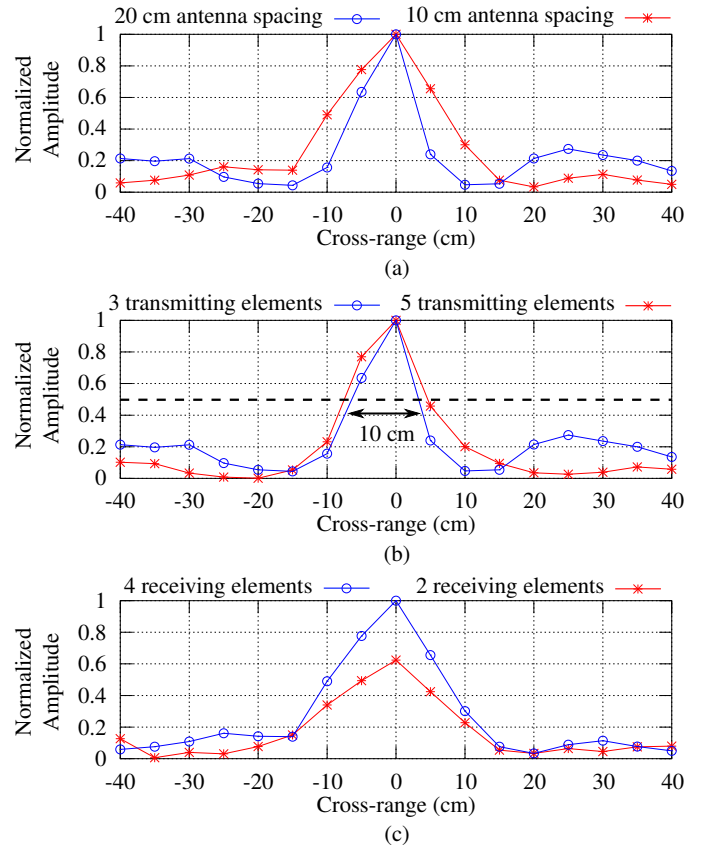 20 cm antenna spacing 10 cm antenna spacing
1
0.8
0.6
0.4
0.2
0
Normalized
Amplitude
-40 -30 -20 -10 0 10 20 30 40
Cross-range (cm)
(a)
3 transmitting elements 5 transmitting elements
1
0.8
0.6
0.4
0.2
0
Normalized
Amplitude
10 cm
-40 -30 -20 -10 0 10 20 30 40
Cross-range (cm)
(b)
4 receiving elements 2 receiving elements
1
0.8
0.6
0.4
0.2
0
Normalized
Amplitude
-40 -30 -20 -10 0 10 20 30 40
Cross-range (cm)
(c)